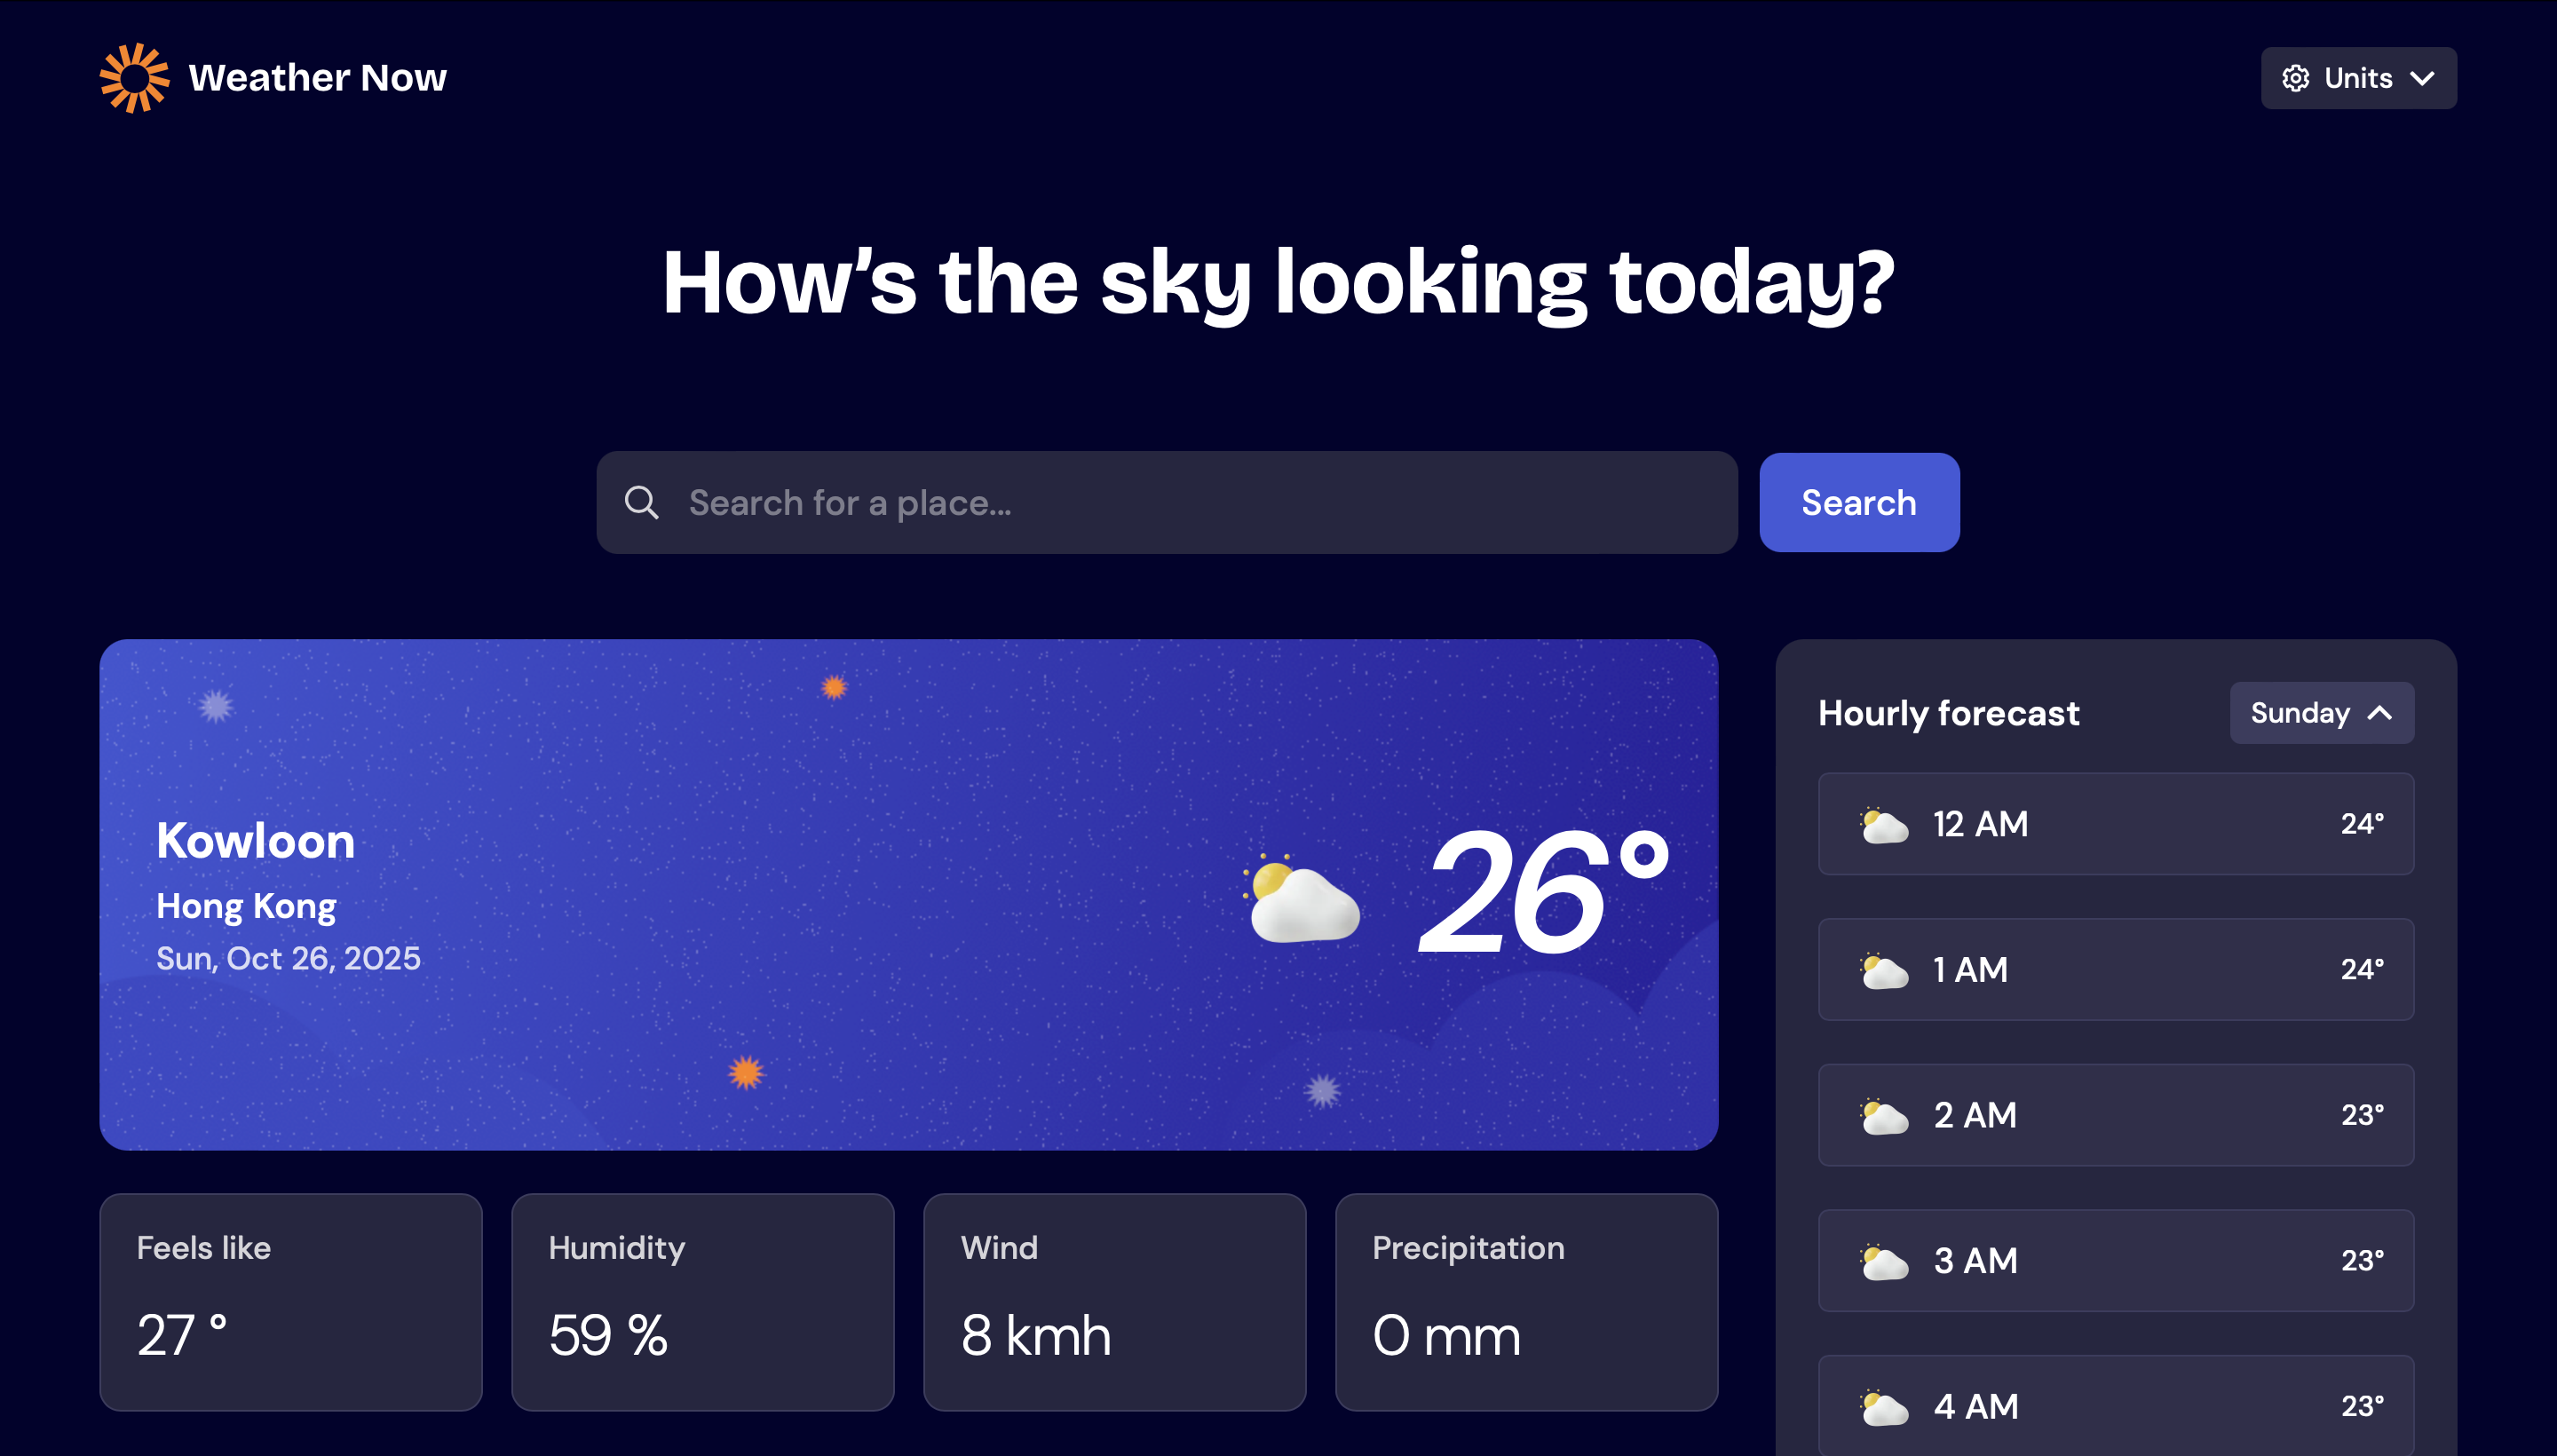 Weather Now
Units
How’s the sky looking today?
Search for a place...
Search
Kowloon
Hong Kong
Sun, Oct 26, 2025
26°
Feels like
27 °
Humidity
59 %
Wind
8 kmh
Precipitation
0 mm
Hourly forecast
Sunday
12 AM 24°
1 AM 24°
2 AM 23°
3 AM 23°
4 AM 23°